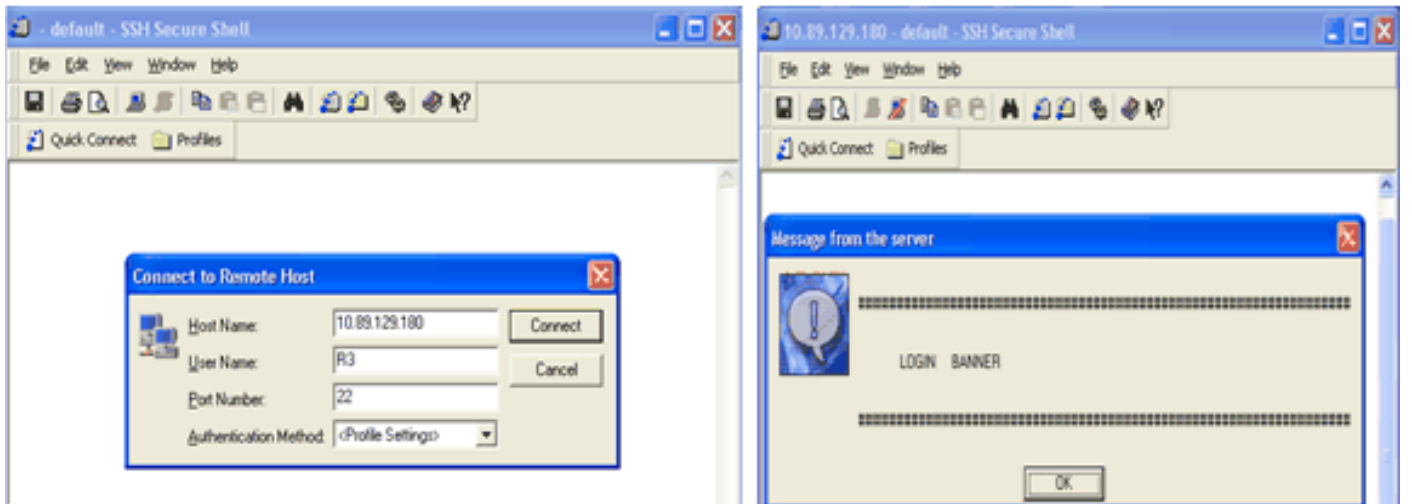 - default - SSH Secure Shell
File Edit View Window Help
Quick Connect Profiles
Connect to Remote Host
Host Name: 10.89.129.180 Connect
User Name: R3 Cancel
Port Number: 22
Authentication Method: <Profile Settings>
10.89.129.180 - default - SSH Secure Shell
File Edit View Window Help
Quick Connect Profiles
Message from the server
LOGIN BANNER
OK